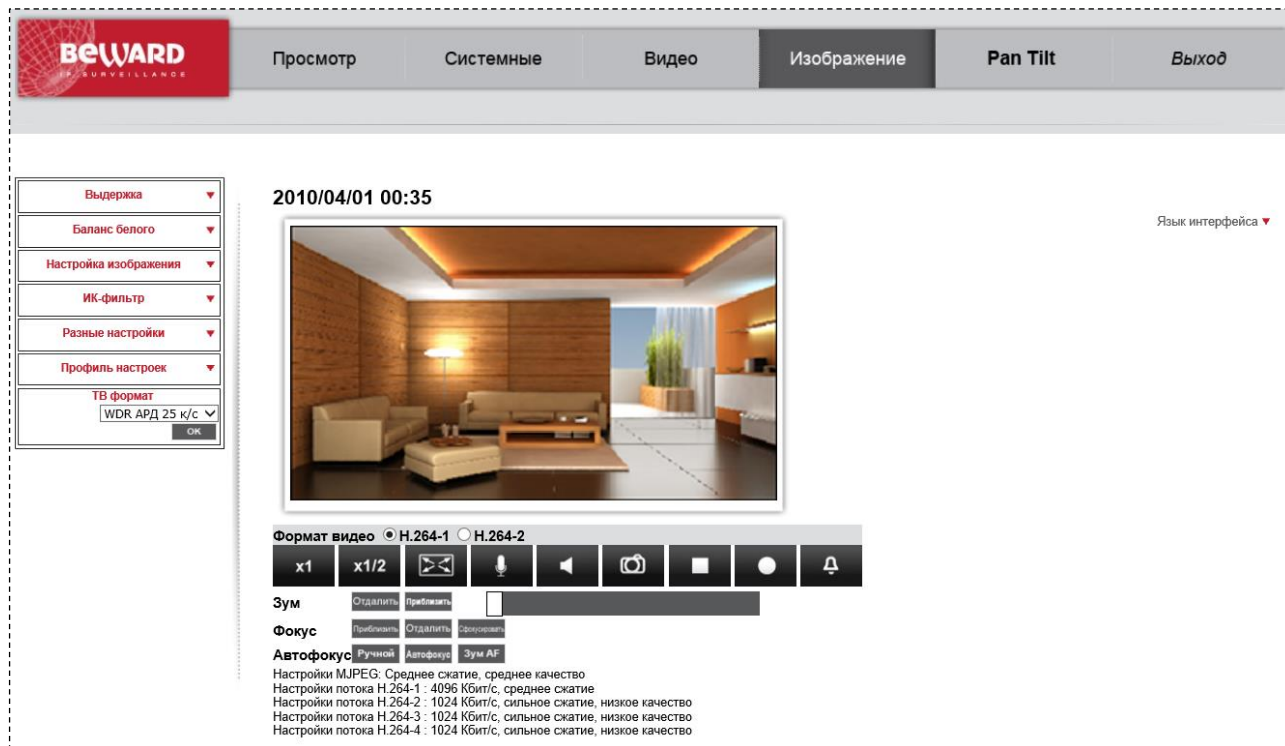 BEWARD
IP SURVEILLANCE
Просмотр Системные Видео Изображение Pan Tilt Выход
Выдержка
Баланс белого
Настройка изображения
ИК-фильтр
Разные настройки
Профиль настроек
ТВ формат
WDR АРД 25 к/с
ОК
2010/04/01 00:35
Язык интерфейса
Формат видео H.264-1 H.264-2
x1 x1/2
Зум Отдалить Приблизить
Фокус Приблизить Отдалить Сфокусировать
Автофокус Ручной Автофокус Зум AF
Настройки MJPEG: Среднее сжатие, среднее качество
Настройки потока H.264-1 : 4096 Кбит/с, среднее сжатие
Настройки потока H.264-2 : 1024 Кбит/с, сильное сжатие, низкое качество
Настройки потока H.264-3 : 1024 Кбит/с, сильное сжатие, низкое качество
Настройки потока H.264-4 : 1024 Кбит/с, сильное сжатие, низкое качество